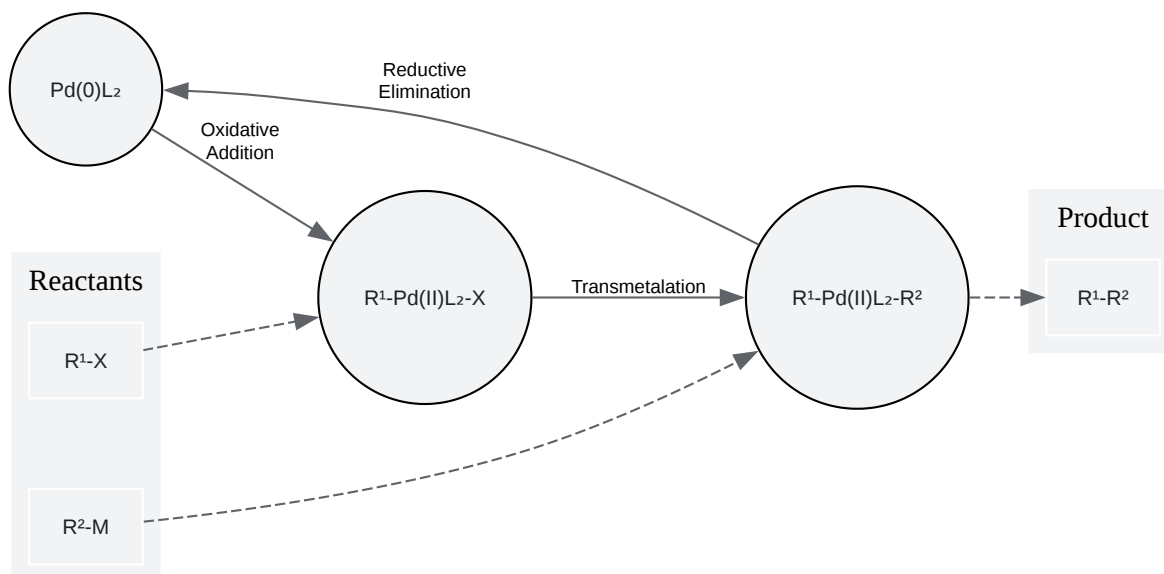 Pd(0)L₂
Reductive
Elimination
Oxidative
Addition
Reactants
R¹-X
R²-M
R¹-Pd(II)L₂-X
Transmetalation
R¹-Pd(II)L₂-R²
Product
R¹-R²